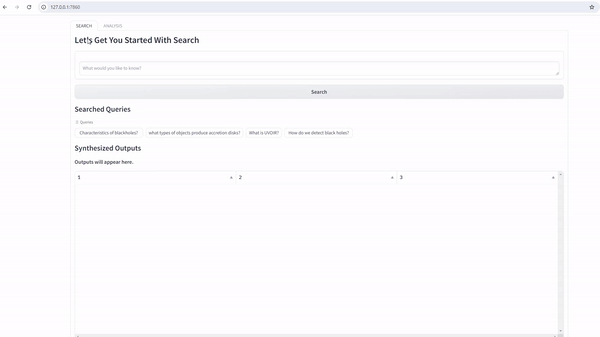 127.0.0.1:7860
SEARCH ANALYSIS
Let's Get You Started With Search
What would you like to know?
Search
Searched Queries
Queries
Characteristics of blackholes? what types of objects produce accretion disks? What is UVOIR? How do we detect black holes?
Synthesized Outputs
Outputs will appear here.
1 2 3